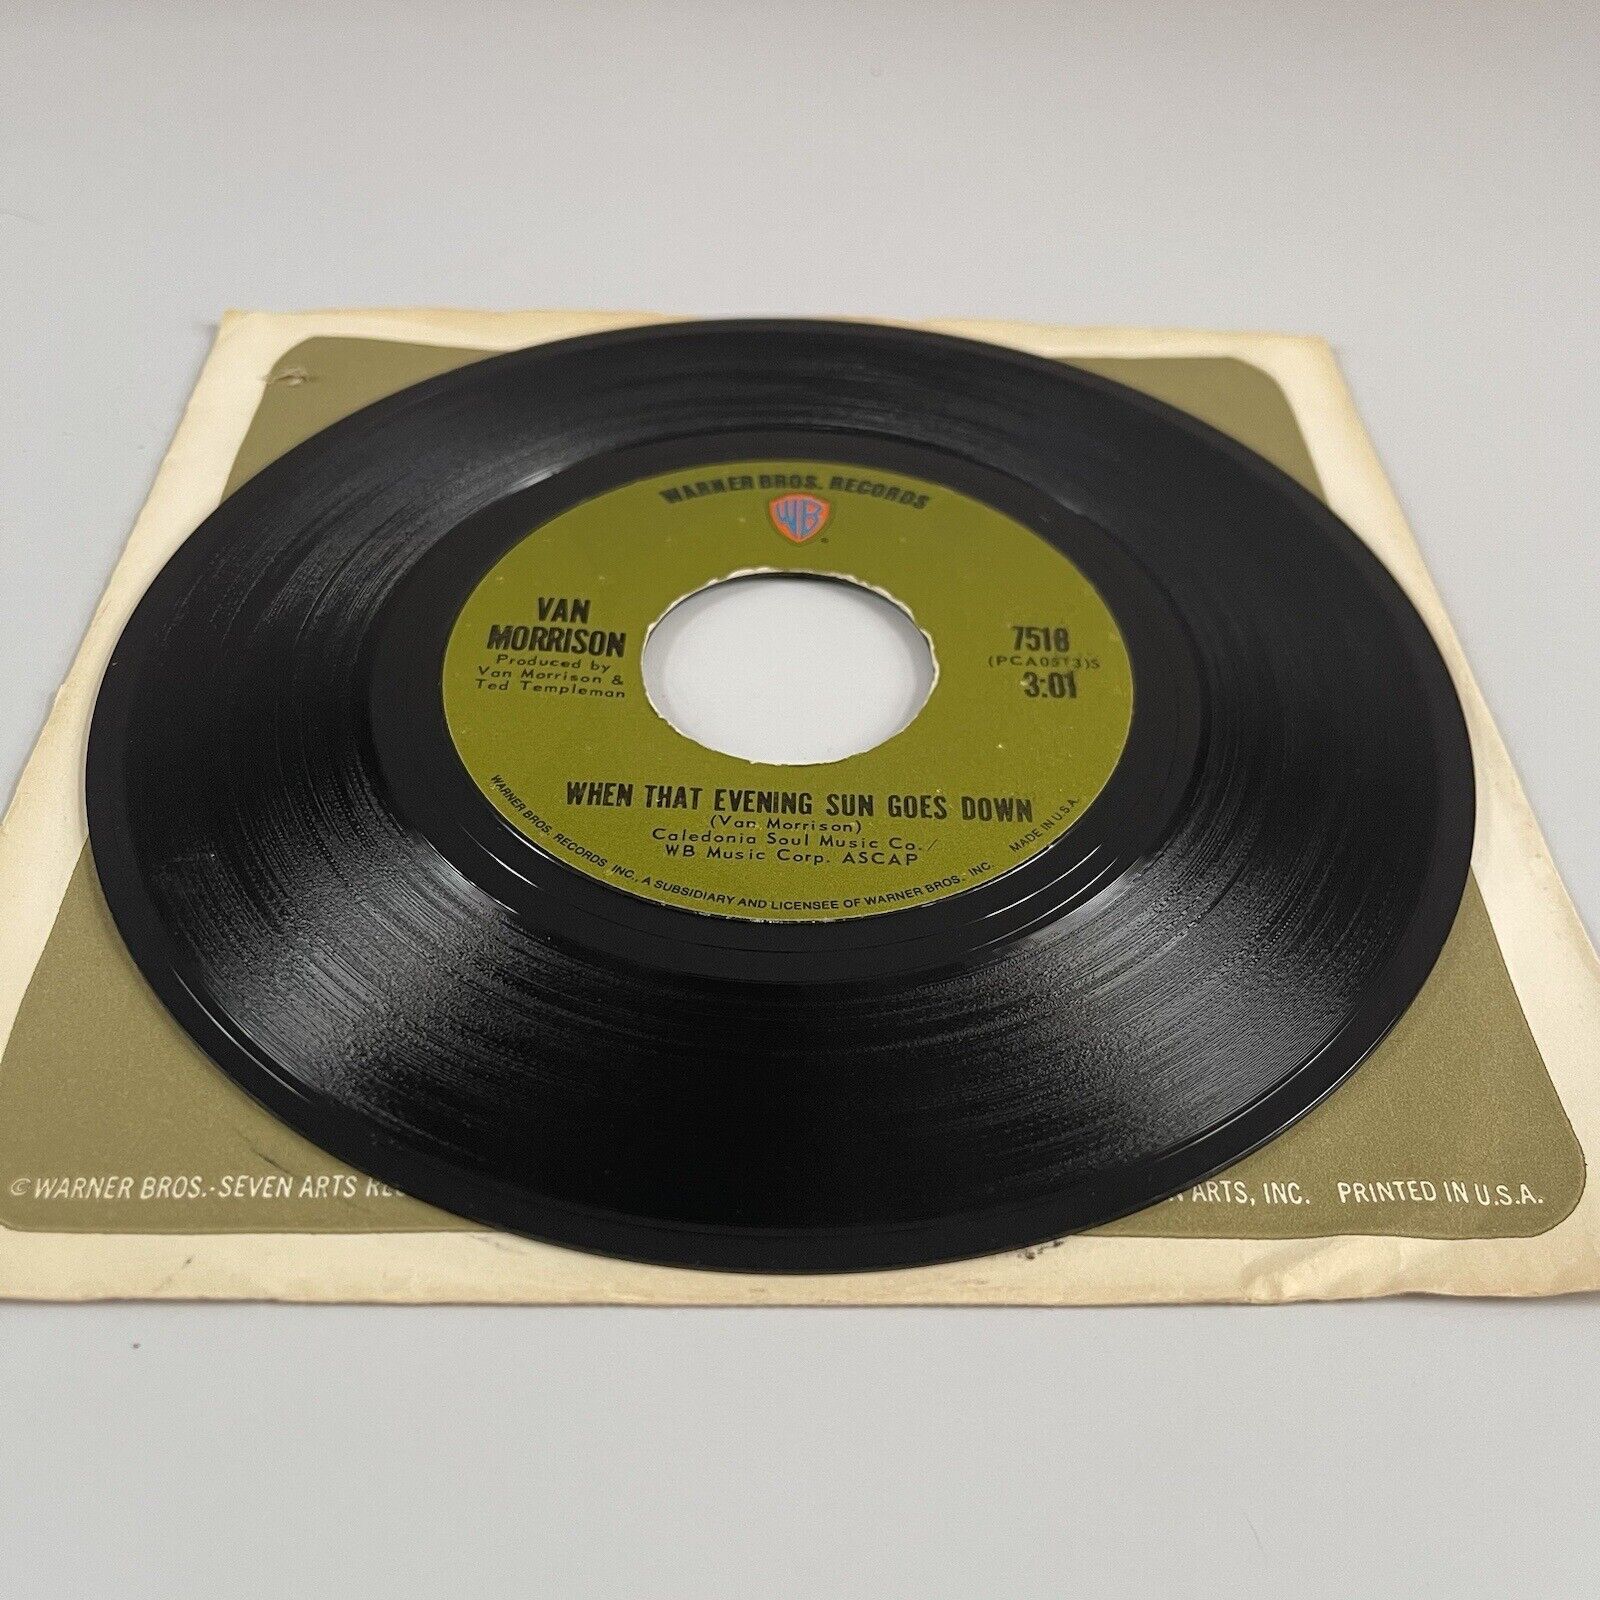 WARNER BROS. RECORDS
WB
VAN
MORRISON
Produced by
Van Morrison &
Ted Templeman
7518
3:01
WHEN THAT EVENING SUN GOES DOWN
(Van Morrison)
Caledonia Soul Music Co./
WB Music Corp. ASCAP
WARNER BROS. RECORDS INC., A SUBSIDIARY AND LICENSEE OF WARNER BROS. INC. MADE IN U.S.A.
© WARNER BROS.-SEVEN ARTS ARTS, INC. PRINTED IN U.S.A.